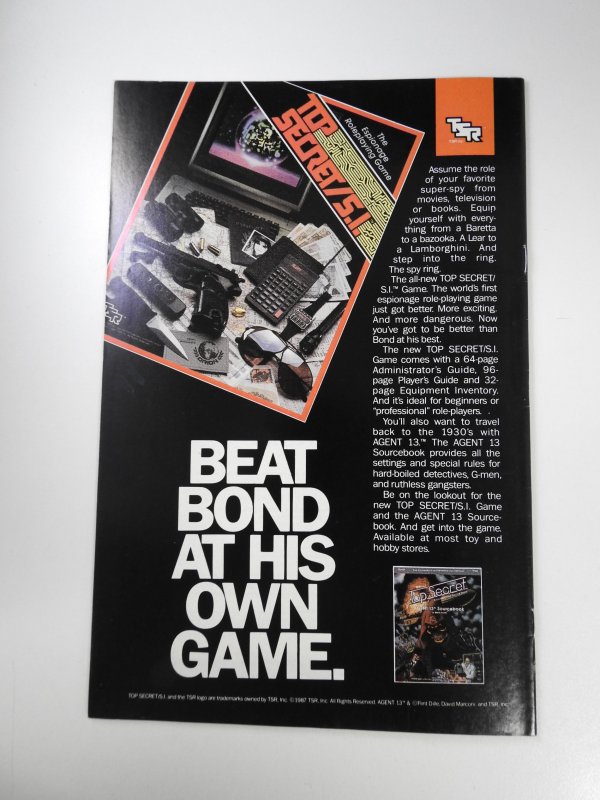 The
Espionage
Roleplaying Game
TOP
SECRET/S.I.
TSR
TSR, Inc.
Assume the role
of your favorite
super-spy from
movies, television
or books. Equip
yourself with every-
thing from a Baretta
to a bazooka. A Lear to
a Lamborghini. And
step into the ring.
The spy ring.
The all-new TOP SECRET/
S.I.™ Game. The world's first
espionage role-playing game
just got better. More exciting.
And more dangerous. Now
you've got to be better than
Bond at his best.
The new TOP SECRET/S.I.
Game comes with a 64-page
Administrator's Guide, 96-
page Player's Guide and 32-
page Equipment Inventory.
And it's ideal for beginners or
"professional" role-players.
You'll also want to travel
back to the 1930's with
AGENT 13.™ The AGENT 13
Sourcebook provides all the
settings and special rules for
hard-boiled detectives, G-men,
and ruthless gangsters.
Be on the lookout for the
new TOP SECRET/S.I. Game
and the AGENT 13 Source-
book. And get into the game.
Available at most toy and
hobby stores.
BEAT
BOND
AT HIS
OWN
GAME.
Top Secret
13™ Sourcebook
TOP SECRET/S.I. and the TSR logo are trademarks owned by TSR, Inc. ©1987 TSR, Inc. All Rights Reserved. AGENT 13™ & ©Flint Dille, David Marconi, and TSR, Inc.